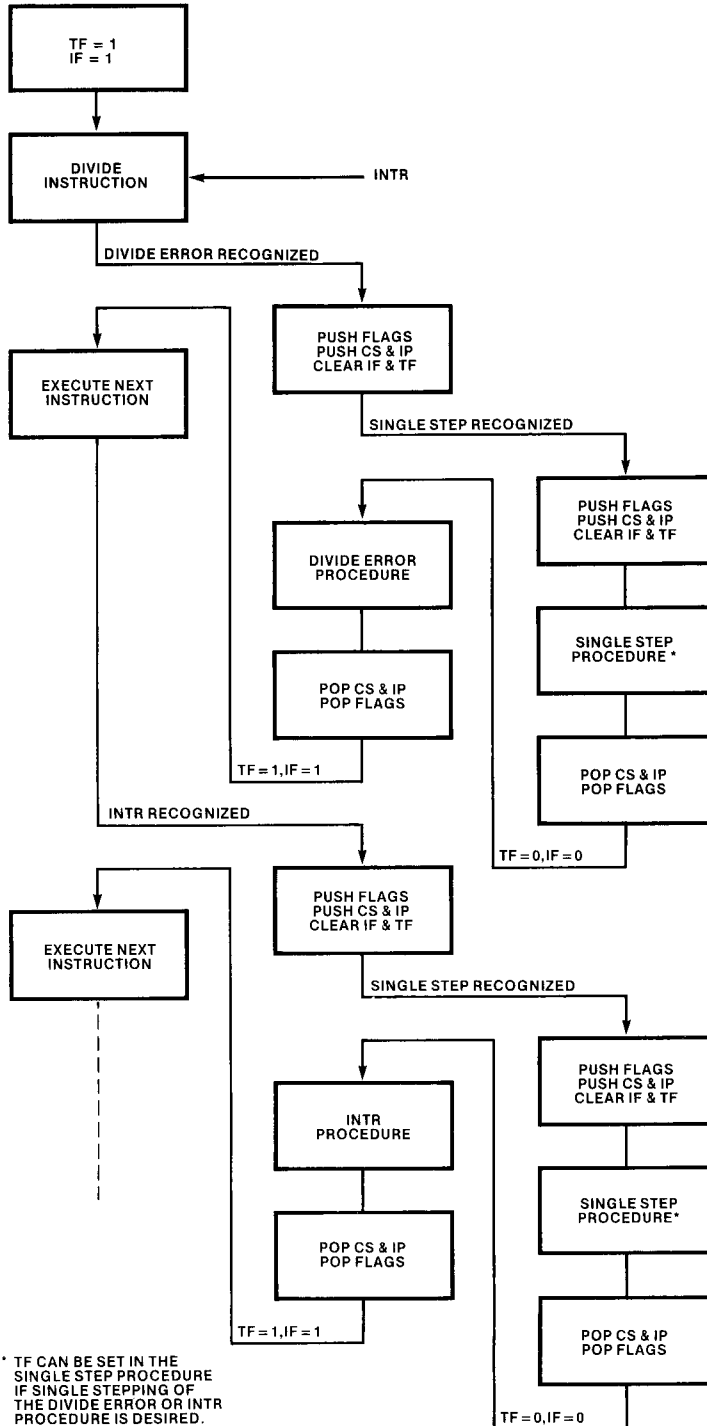 TF = 1
IF = 1
DIVIDE
INSTRUCTION
INTR
DIVIDE ERROR RECOGNIZED
PUSH FLAGS
PUSH CS & IP
CLEAR IF & TF
EXECUTE NEXT
INSTRUCTION
SINGLE STEP RECOGNIZED
PUSH FLAGS
PUSH CS & IP
CLEAR IF & TF
DIVIDE ERROR
PROCEDURE
SINGLE STEP
PROCEDURE *
POP CS & IP
POP FLAGS
POP CS & IP
POP FLAGS
TF = 1, IF = 1
INTR RECOGNIZED
TF = 0, IF = 0
PUSH FLAGS
PUSH CS & IP
CLEAR IF & TF
EXECUTE NEXT
INSTRUCTION
SINGLE STEP RECOGNIZED
PUSH FLAGS
PUSH CS & IP
CLEAR IF & TF
INTR
PROCEDURE
SINGLE STEP
PROCEDURE*
POP CS & IP
POP FLAGS
POP CS & IP
POP FLAGS
TF = 1, IF = 1
* TF CAN BE SET IN THE
SINGLE STEP PROCEDURE
IF SINGLE STEPPING OF
THE DIVIDE ERROR OR INTR
PROCEDURE IS DESIRED.
TF = 0, IF = 0